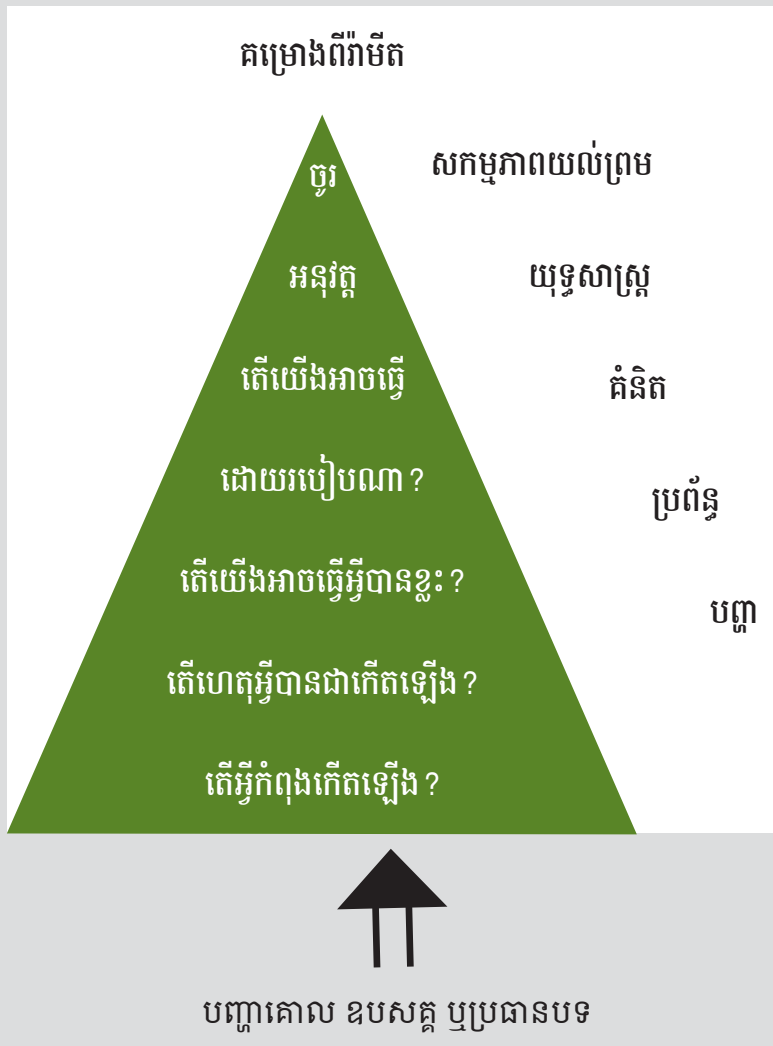 គម្រោងពីរ៉ាមីត
ចូរ
សកម្មភាពយល់ព្រម
អនុវត្ត
យុទ្ធសាស្ត្រ
តើយើងអាចធ្វើ
គំនិត
ដោយរបៀបណា?
ប្រព័ន្ធ
តើយើងអាចធ្វើអ្វីបានខ្លះ?
បញ្ហា
តើហេតុអ្វីបានជាកើតឡើង?
តើអ្វីកំពុងកើតឡើង?
បញ្ហាគោល ឧបសគ្គ ឬប្រធានបទ